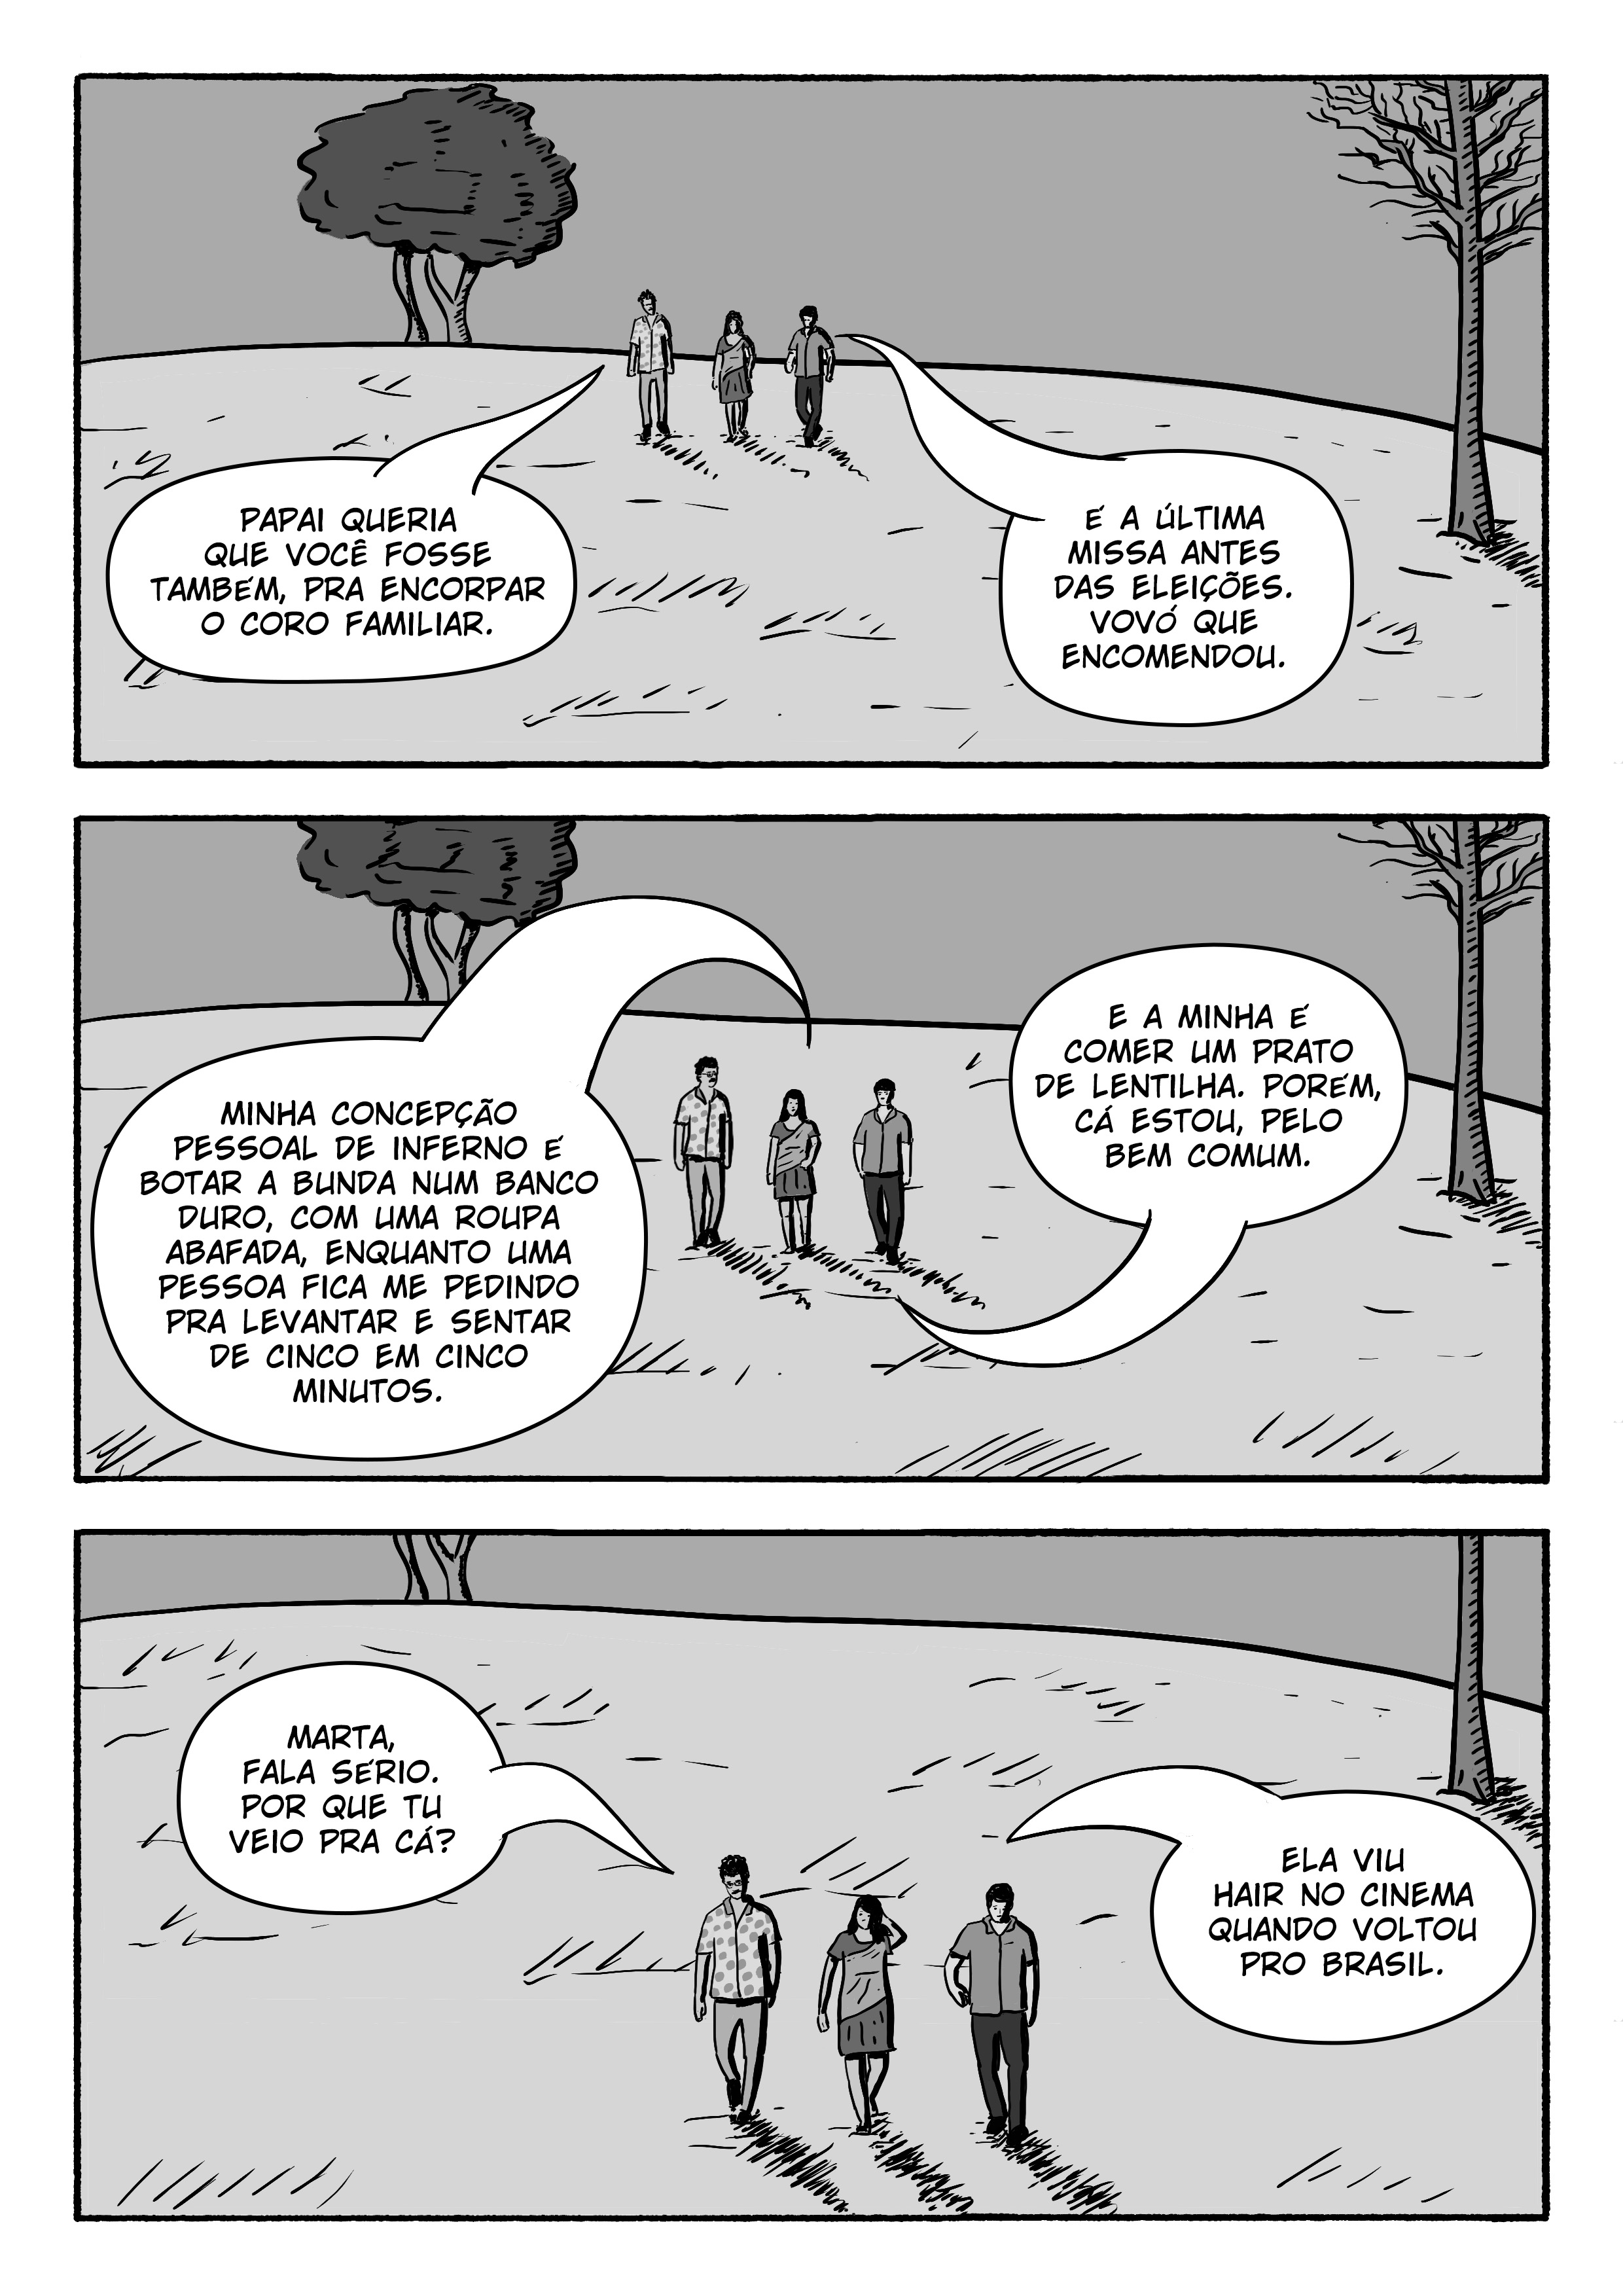 PAPAI QUERIA
QUE VOCÊ FOSSE
TAMBÉM, PRA ENCORPAR
O CORO FAMILIAR.
É A ÚLTIMA
MISSA ANTES
DAS ELEIÇÕES.
VOVÓ QUE
ENCOMENDOU.
MINHA CONCEPÇÃO
PESSOAL DE INFERNO É
BOTAR A BUNDA NUM BANCO
DURO, COM UMA ROUPA
ABAFADA, ENQUANTO UMA
PESSOA FICA ME PEDINDO
PRA LEVANTAR E SENTAR
DE CINCO EM CINCO
MINUTOS.
E A MINHA É
COMER UM PRATO
DE LENTILHA. PORÉM,
CÁ ESTOU, PELO
BEM COMUM.
MARTA,
FALA SÉRIO.
POR QUE TU
VEIO PRA CÁ?
ELA VIU
HAIR NO CINEMA
QUANDO VOLTOU
PRO BRASIL.